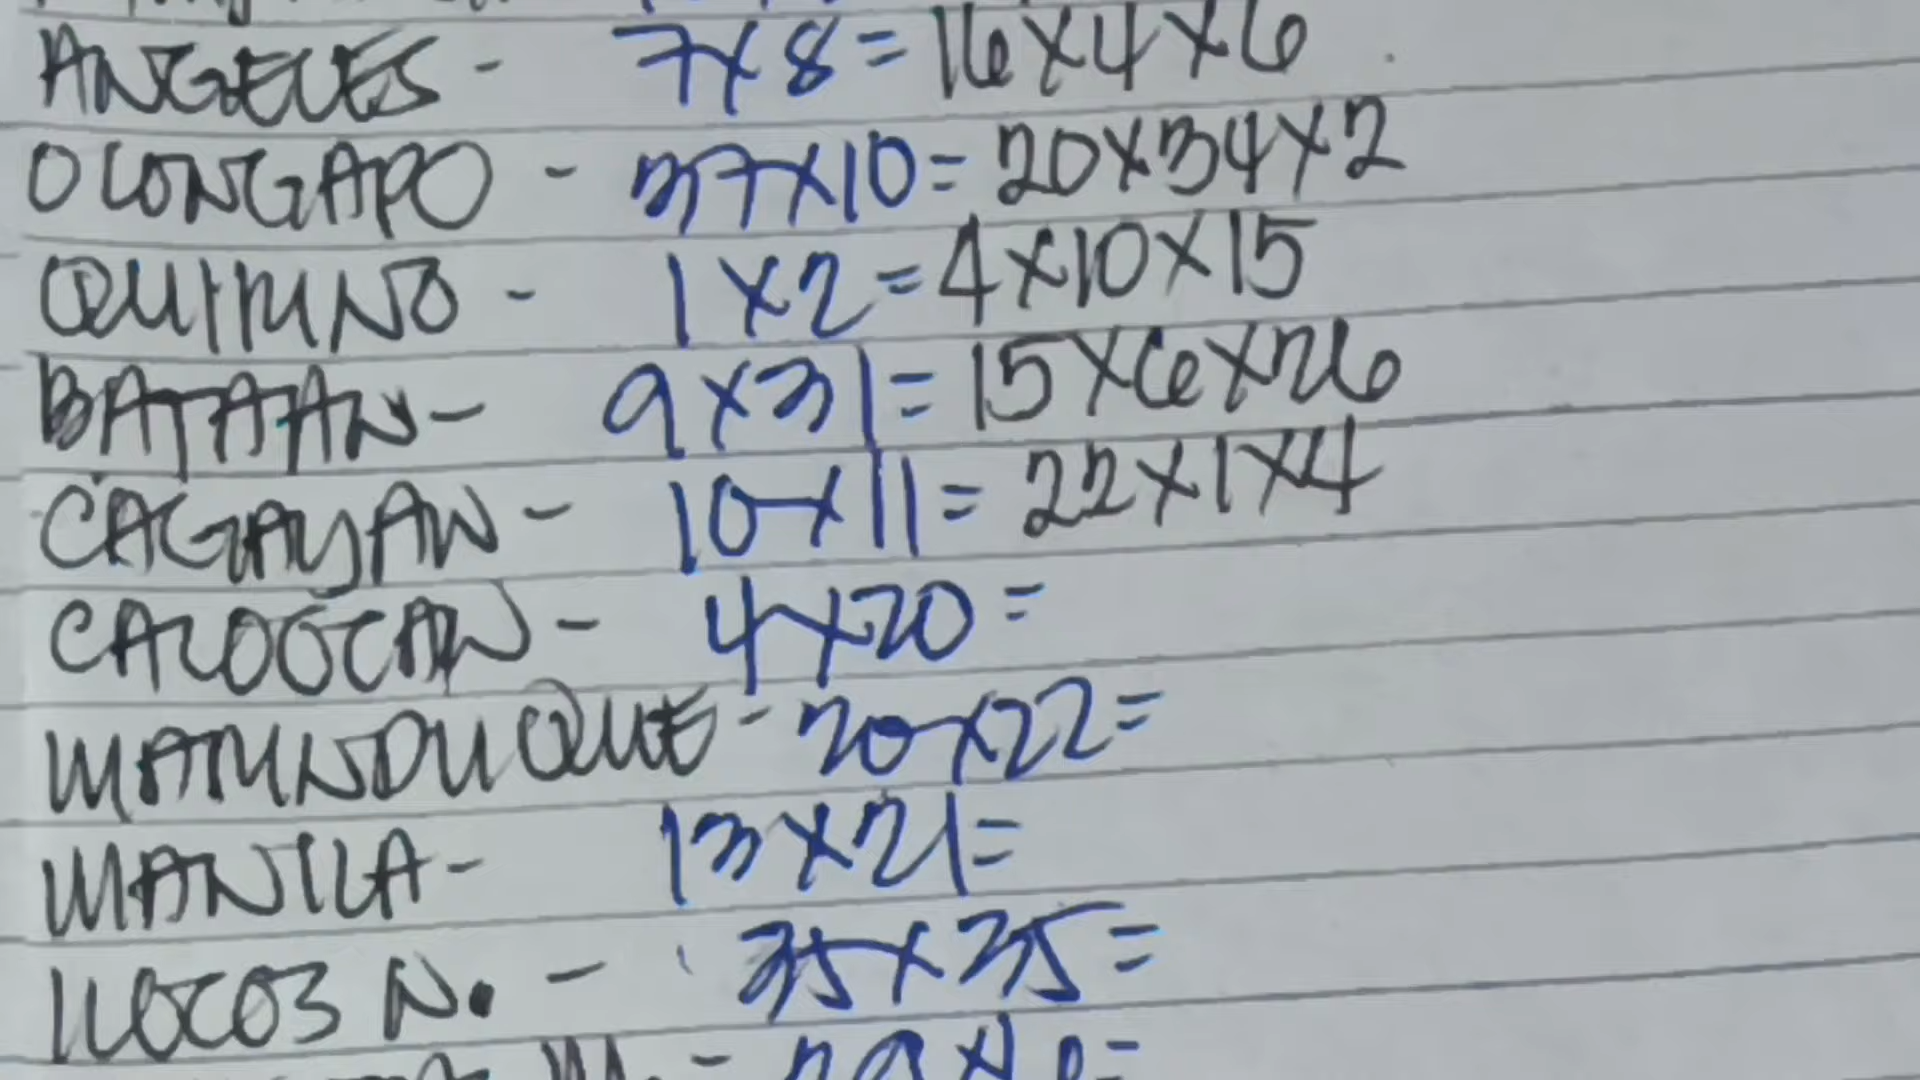 ANGELES - 7x8 = 16x4x6
OLONGAPO - 37x10 = 20x34x2
QUIRINO - 1x2 = 4x10x15
BATAAN - 9x31 = 15x6x26
CAGAYAN - 10x11 = 22x1x4
CALOOCAN - 4x20 =
MARINDUQUE - 20x22 =
MANILA - 13x21 =
ILOCOS N. - 35x35 =